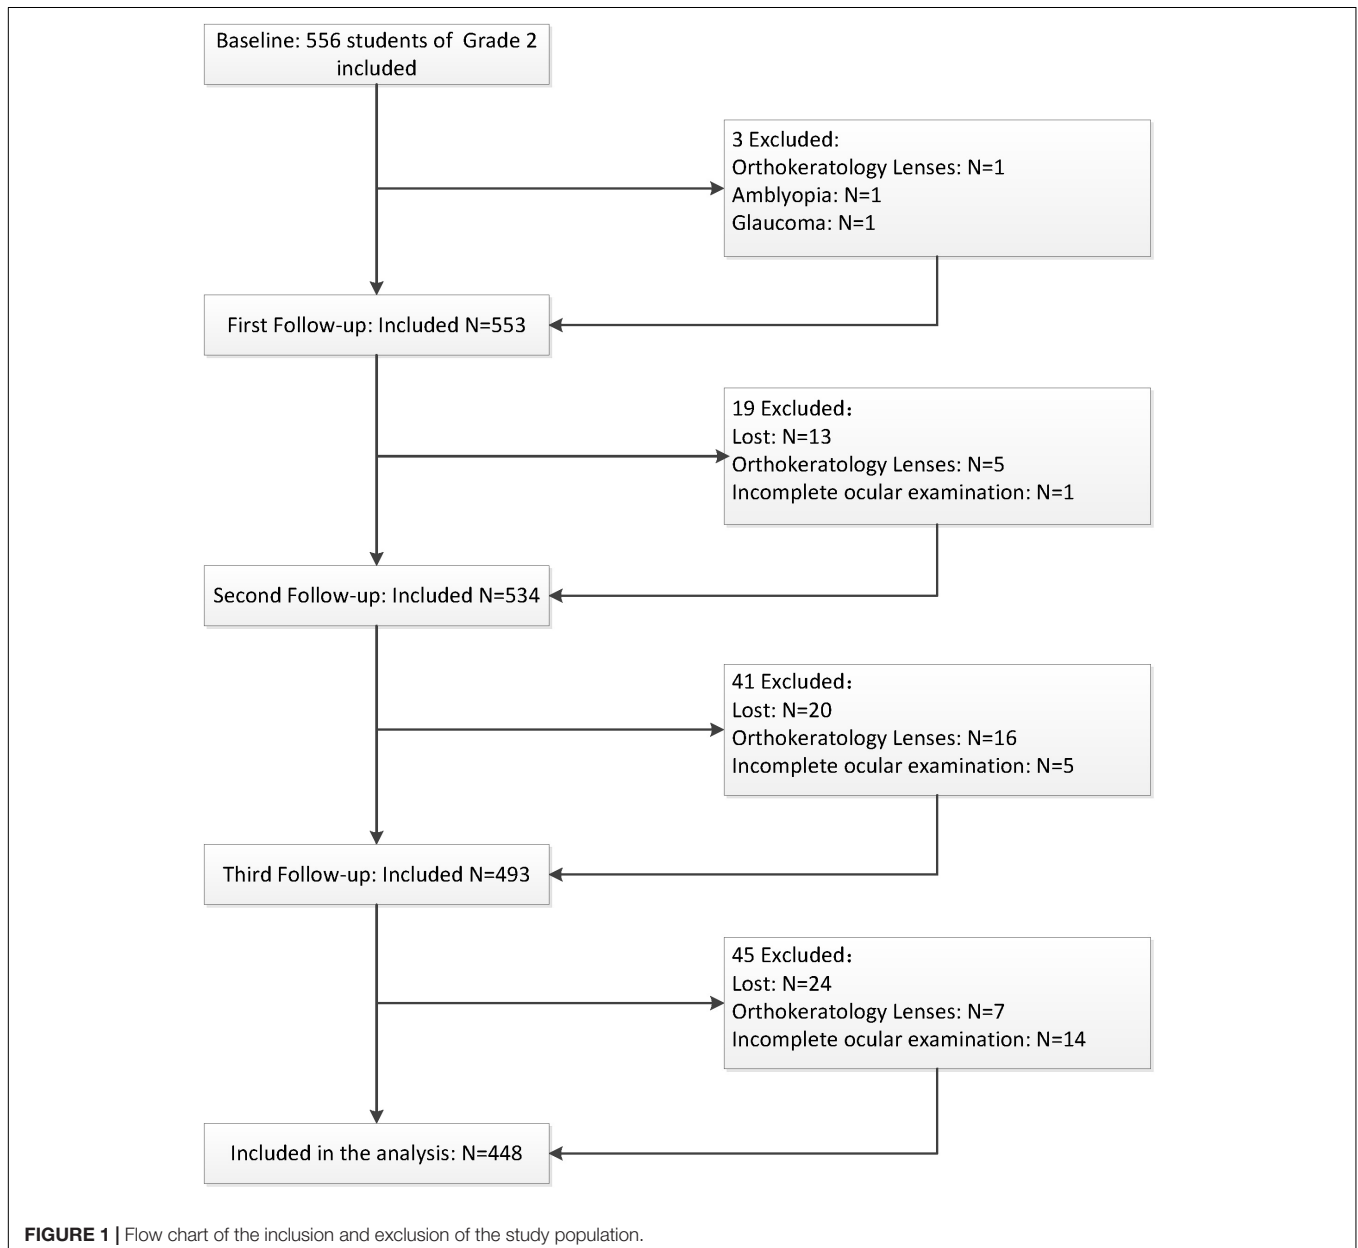 Baseline: 556 students of Grade 2
included
3 Excluded:
Orthokeratology Lenses: N=1
Amblyopia: N=1
Glaucoma: N=1
First Follow-up: Included N=553
19 Excluded：
Lost: N=13
Orthokeratology Lenses: N=5
Incomplete ocular examination: N=1
Second Follow-up: Included N=534
41 Excluded：
Lost: N=20
Orthokeratology Lenses: N=16
Incomplete ocular examination: N=5
Third Follow-up: Included N=493
45 Excluded：
Lost: N=24
Orthokeratology Lenses: N=7
Incomplete ocular examination: N=14
Included in the analysis: N=448
FIGURE 1 | Flow chart of the inclusion and exclusion of the study population.